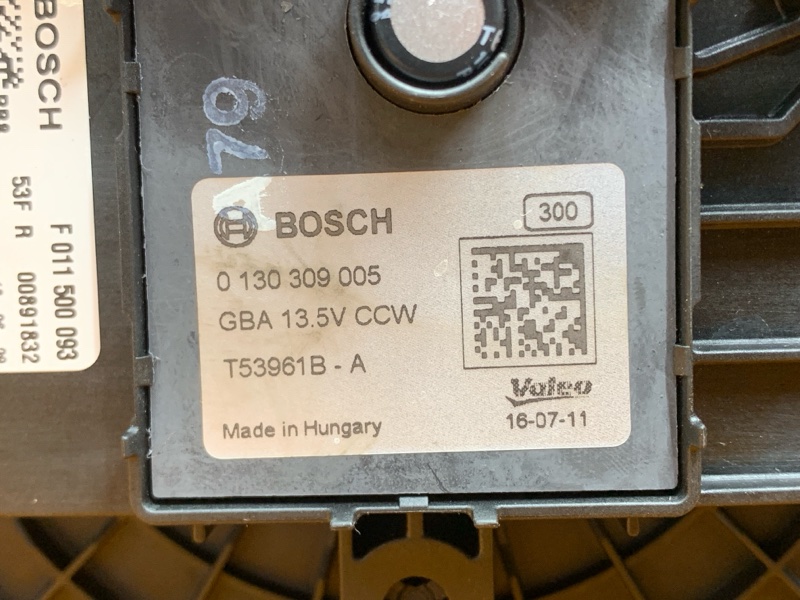 BOSCH
F 011 500 093
53F R 00891832
67
BOSCH
300
0 130 309 005
GBA 13.5V CCW
T53961B - A
Valeo
16-07-11
Made in Hungary